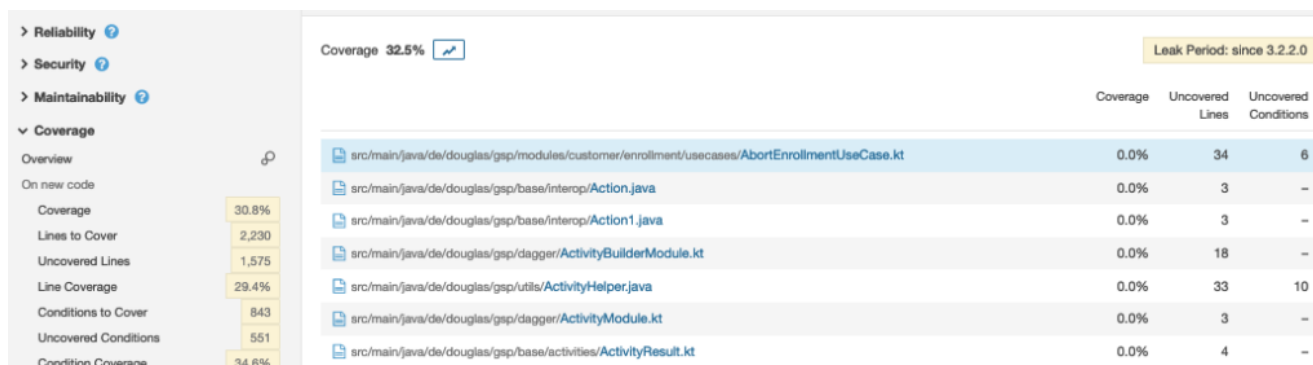 Reliability
Security
Maintainability
Coverage
Overview
On new code
Coverage 30.8%
Lines to Cover 2,230
Uncovered Lines 1,575
Line Coverage 29.4%
Conditions to Cover 843
Uncovered Conditions 551
Condition Coverage 34.6%
Coverage 32.5%
Leak Period: since 3.2.2.0
Coverage Uncovered Lines Uncovered Conditions
src/main/java/de/douglas/gsp/modules/customer/enrollment/usecases/AbortEnrollmentUseCase.kt 0.0% 34 6
src/main/java/de/douglas/gsp/base/interop/Action.java 0.0% 3 –
src/main/java/de/douglas/gsp/base/interop/Action1.java 0.0% 3 –
src/main/java/de/douglas/gsp/dagger/ActivityBuilderModule.kt 0.0% 18 –
src/main/java/de/douglas/gsp/utils/ActivityHelper.java 0.0% 33 10
src/main/java/de/douglas/gsp/dagger/ActivityModule.kt 0.0% 3 –
src/main/java/de/douglas/gsp/base/activities/ActivityResult.kt 0.0% 4 –